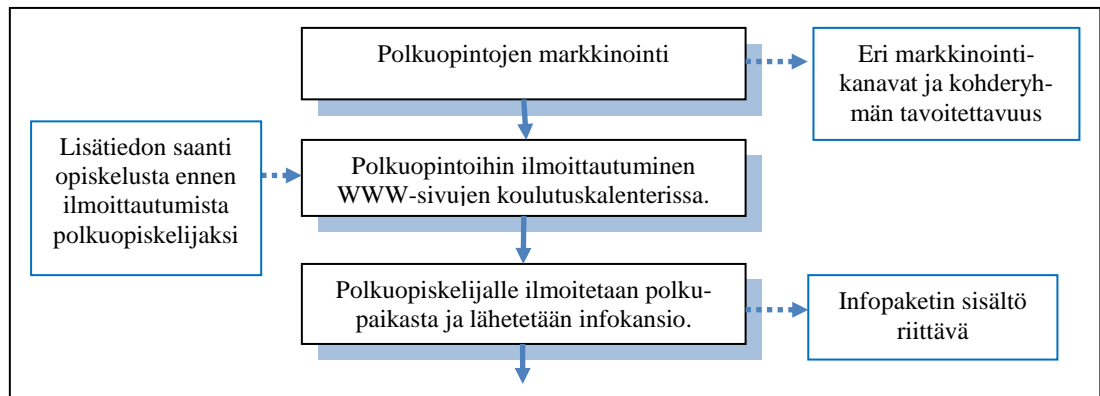 Polkuopintojen markkinointi
Eri markkinointi-
kanavat ja kohderyh-
män tavoitettavuus
Lisätiedon saanti
opiskelusta ennen
ilmoittautumista
polkuopiskelijaksi
Polkuopintoihin ilmoittautuminen
WWW-sivujen koulutuskalenterissa.
Polkuopiskelijalle ilmoitetaan polku-
paikasta ja lähetetään infokansio.
Infopaketin sisältö
riittävä